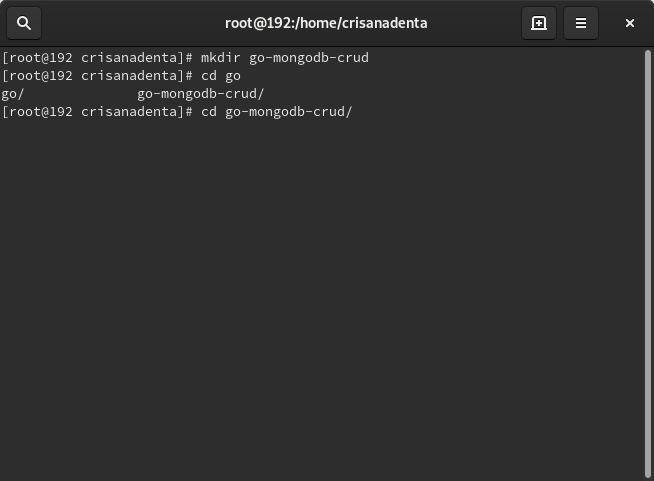 root@192:/home/crisanadenta
[root@192 crisanadenta]# mkdir go-mongodb-crud
[root@192 crisanadenta]# cd go
go/ go-mongodb-crud/
[root@192 crisanadenta]# cd go-mongodb-crud/